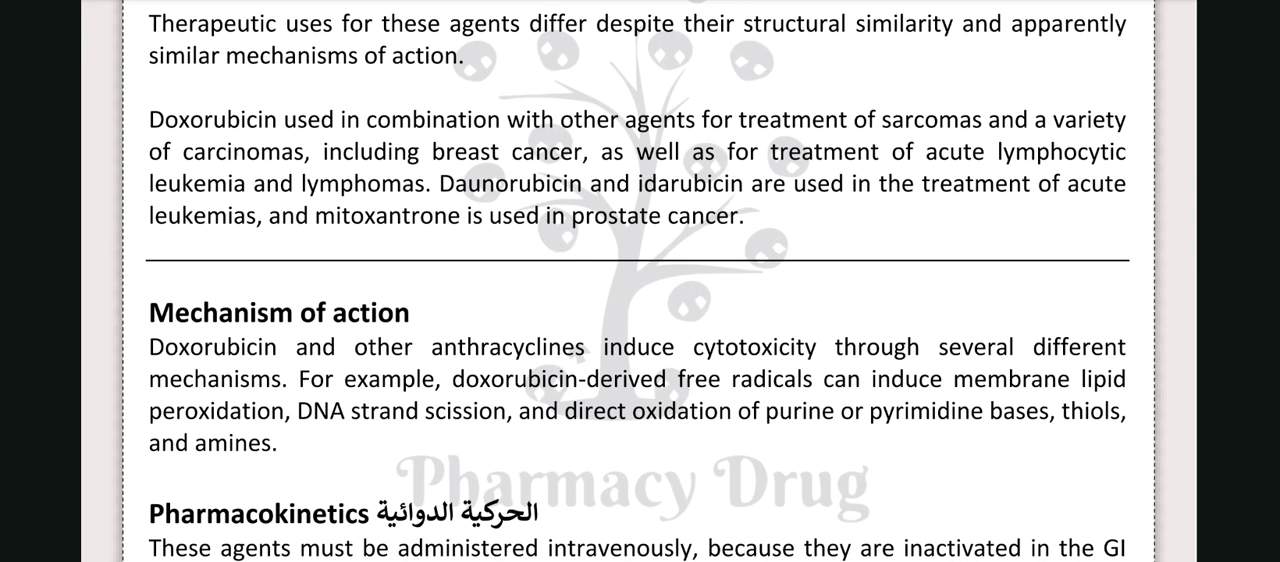 Therapeutic uses for these agents differ despite their structural similarity and apparently
similar mechanisms of action.
Doxorubicin used in combination with other agents for treatment of sarcomas and a variety
of carcinomas, including breast cancer, as well as for treatment of acute lymphocytic
leukemia and lymphomas. Daunorubicin and idarubicin are used in the treatment of acute
leukemias, and mitoxantrone is used in prostate cancer.
Mechanism of action
Doxorubicin and other anthracyclines induce cytotoxicity through several different
mechanisms. For example, doxorubicin-derived free radicals can induce membrane lipid
peroxidation, DNA strand scission, and direct oxidation of purine or pyrimidine bases, thiols,
and amines.
Pharmacy Drug
Pharmacokinetics الحركية الدوائية
These agents must be administered intravenously, because they are inactivated in the GI